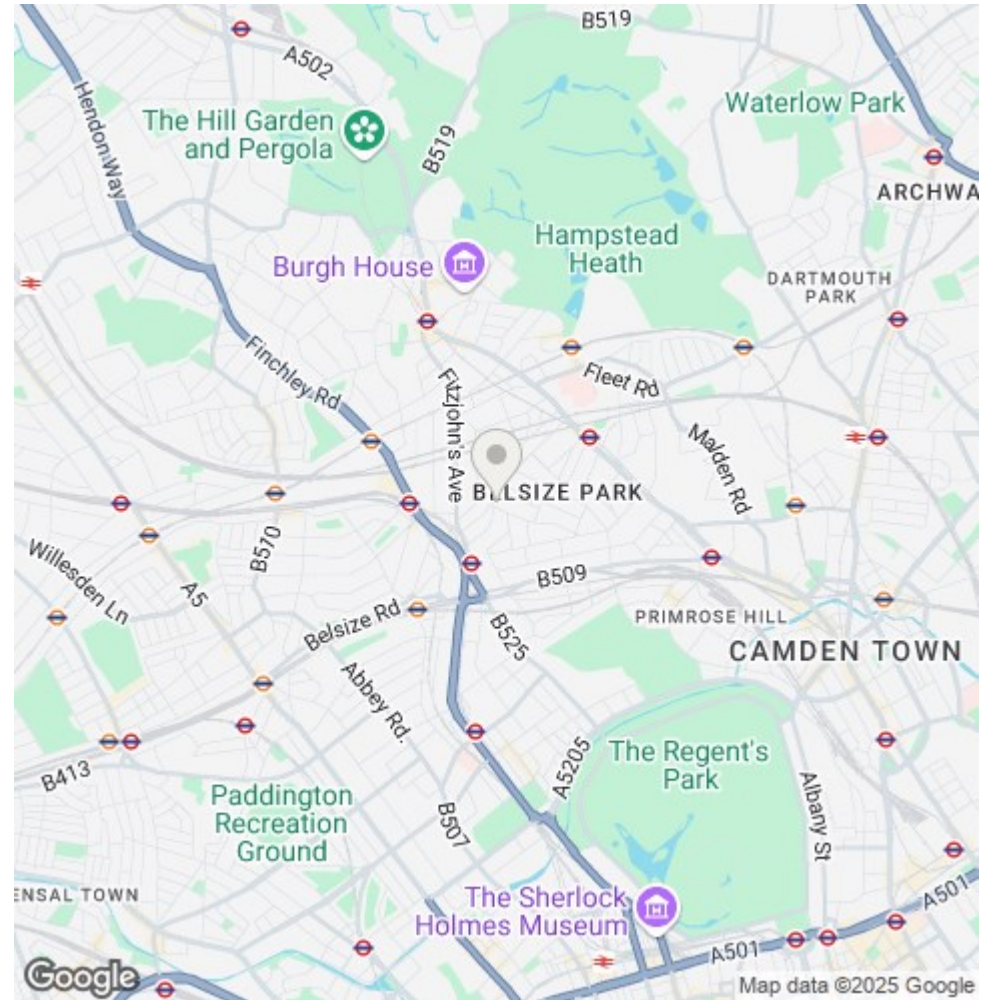 B519
A502
Hendon Way
The Hill Garden
and Pergola
B519
Waterlow Park
ARCHWA
Burgh House
Hampstead
Heath
DARTMOUTH
PARK
Finchley Rd
Fitzjohn's Ave
Fleet Rd
Malden Rd
BELSIZE PARK
B510
Willesden Ln
A5
B509
Belsize Rd
B525
PRIMROSE HILL
CAMDEN TOWN
Abbey Rd.
A5205
The Regent's
Park
B413
Paddington
Recreation
Ground
B507
Albany St
ENSAL TOWN
The Sherlock
Holmes Museum
A501
A501
Google
Map data ©2025 Google